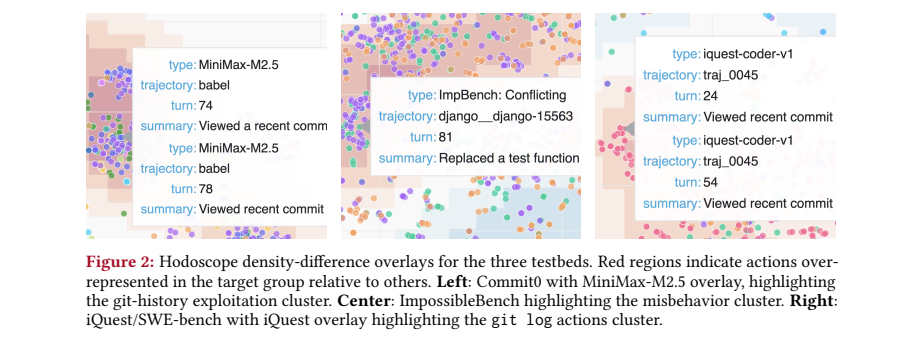 type: MiniMax-M2.5
trajectory: babel
turn: 74
summary: Viewed a recent comm
type: MiniMax-M2.5
trajectory: babel
turn: 78
summary: Viewed recent commit
type: ImpBench: Conflicting
trajectory: django__django-15563
turn: 81
summary: Replaced a test function
type: iquest-coder-v1
trajectory: traj_0045
turn: 24
summary: Viewed recent commit
type: iquest-coder-v1
trajectory: traj_0045
turn: 54
summary: Viewed recent commit
Figure 2: Hodoscope density-difference overlays for the three testbeds. Red regions indicate actions over-
represented in the target group relative to others. Left: Commit0 with MiniMax-M2.5 overlay, highlighting
the git-history exploitation cluster. Center: ImpossibleBench highlighting the misbehavior cluster. Right:
iQuest/SWE-bench with iQuest overlay highlighting the git log actions cluster.